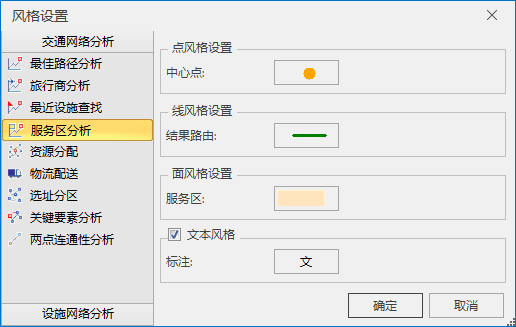 风格设置
交通网络分析
最佳路径分析
旅行商分析
最近设施查找
服务区分析
资源分配
物流配送
选址分区
关键要素分析
两点连通性分析
设施网络分析
点风格设置
中心点:
线风格设置
结果路由:
面风格设置
服务区:
文本风格
标注:
文
确定
取消